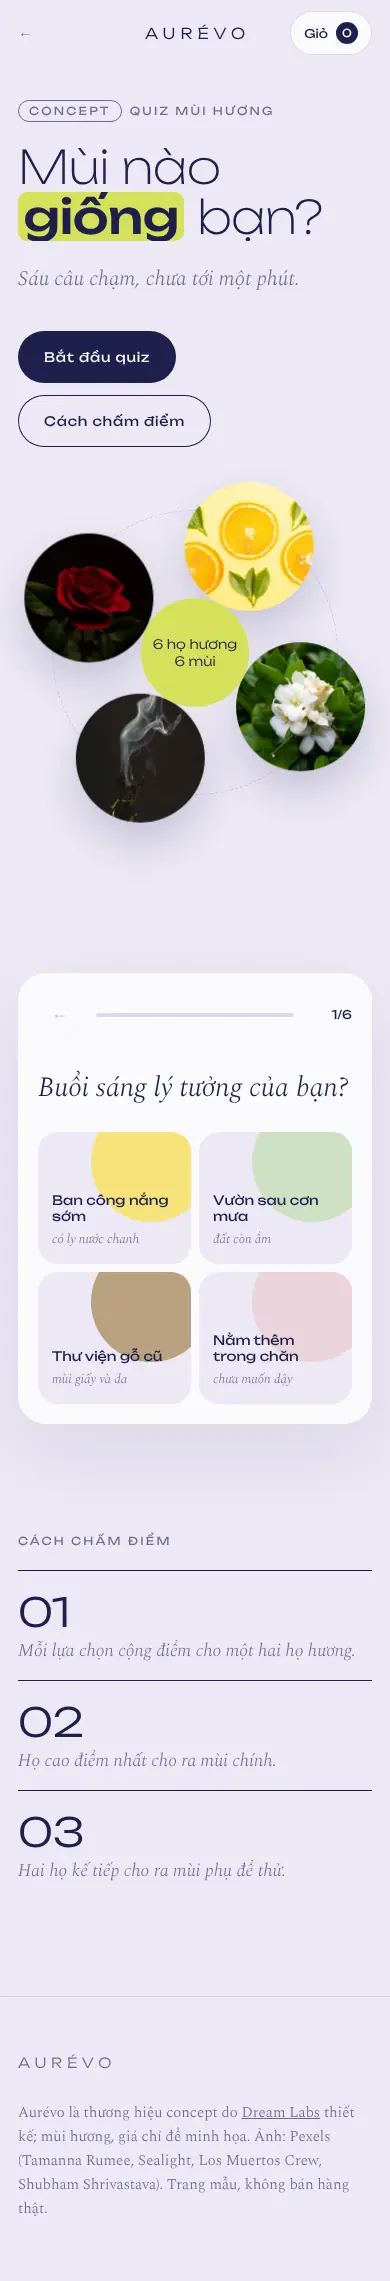 ←
AURÉVO
Giỏ 0
CONCEPT QUIZ MÙI HƯƠNG
Mùi nào
giống bạn?
Sáu câu chạm, chưa tới một phút.
Bắt đầu quiz
Cách chấm điểm
6 họ hương
6 mùi
← 1/6
Buổi sáng lý tưởng của bạn?
Ban công nắng
sớm
có ly nước chanh
Vườn sau cơn
mưa
đất còn ẩm
Thư viện gỗ cũ
mùi giấy và da
Nằm thêm
trong chăn
chưa muốn dậy
CÁCH CHẤM ĐIỂM
01
Mỗi lựa chọn cộng điểm cho một hai họ hương.
02
Họ cao điểm nhất cho ra mùi chính.
03
Hai họ kế tiếp cho ra mùi phụ để thử.
AURÉVO
Aurévo là thương hiệu concept do Dream Labs thiết
kế; mùi hương, giá chỉ để minh họa. Ảnh: Pexels
(Tamanna Rumee, Sealight, Los Muertos Crew,
Shubham Shrivastava). Trang mẫu, không bán hàng
thật.